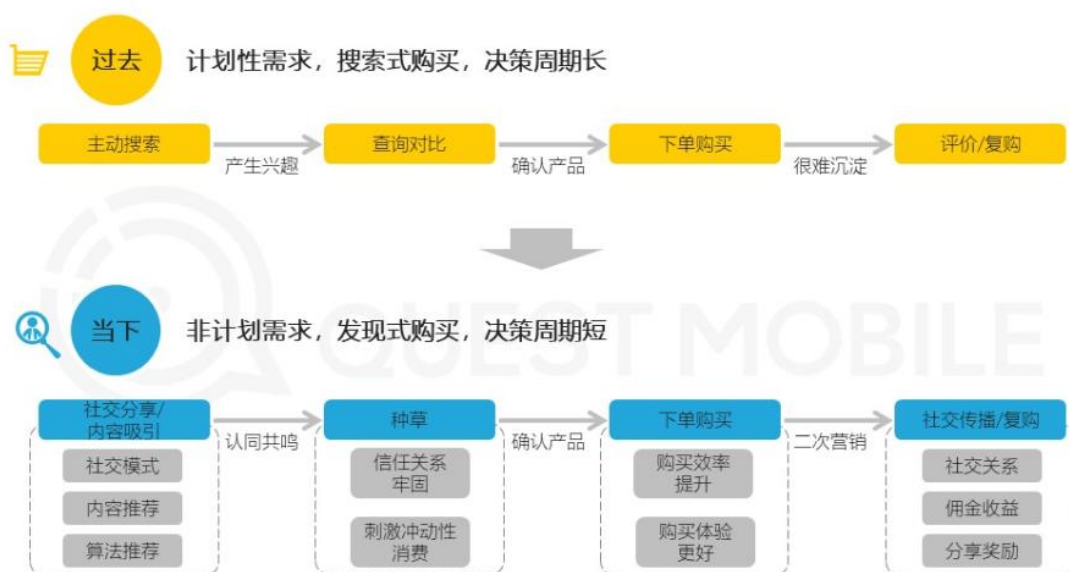 过去
计划性需求，搜索式购买，决策周期长
主动搜索
产生兴趣
查询对比
确认产品
下单购买
很难沉淀
评价/复购
QUEST MOBILE
当下
非计划需求，发现式购买，决策周期短
社交分享/
内容吸引
认同共鸣
种草
确认产品
下单购买
二次营销
社交传播/复购
社交模式
内容推荐
算法推荐
信任关系
牢固
刺激冲动性
消费
购买效率
提升
购买体验
更好
社交关系
佣金收益
分享奖励